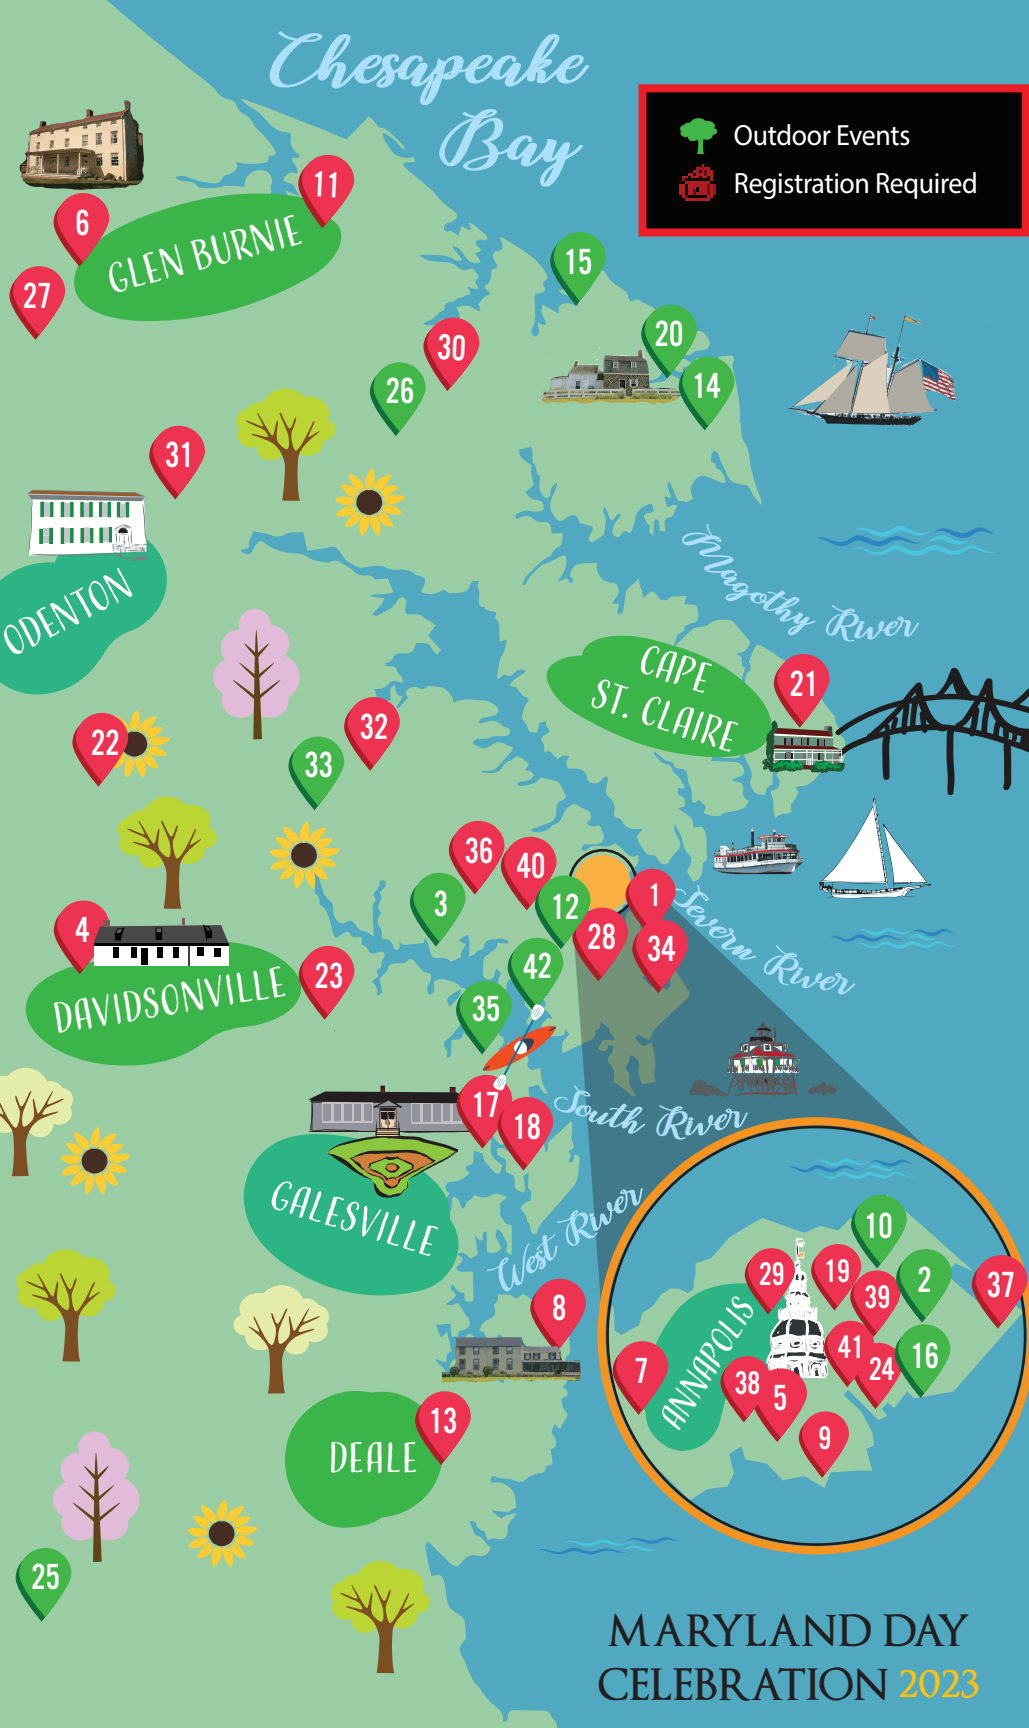 Chesapeake
Bay
Outdoor Events
Registration Required
11
6
GLEN BURNIE
27
15
20
30
14
26
31
ODENTON
Magothy River
CAPE
ST. CLAIRE
21
32
22
33
36
40
3
12
1
28
34
Severn River
4
42
23
DAVIDSONVILLE
35
17
18
South River
GALESVILLE
West River
8
10
29
19
2
37
39
41
16
24
7
ANNAPOLIS
38
5
9
13
DEALE
25
MARYLAND DAY
CELEBRATION 2023